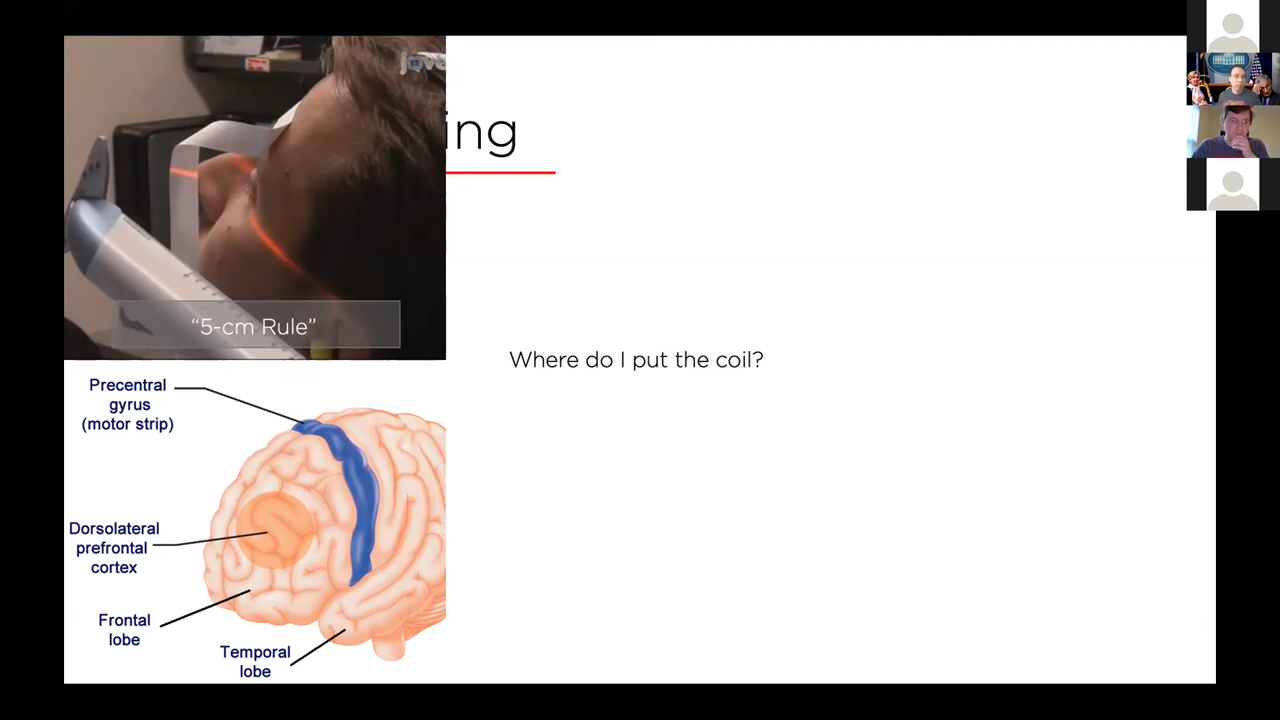 jove
ing
“5-cm Rule”
Where do I put the coil?
Precentral
gyrus
(motor strip)
Dorsolateral
prefrontal
cortex
Frontal
lobe
Temporal
lobe